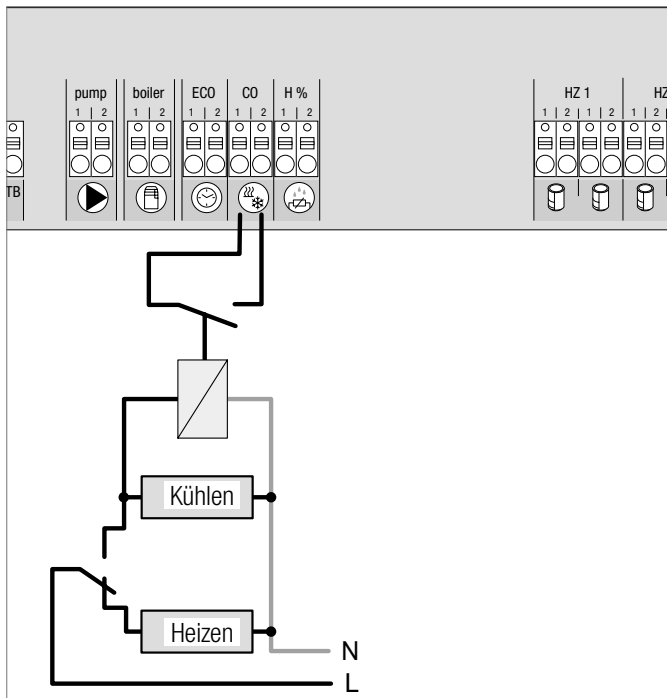 pump boiler ECO CO H % HZ 1 HZ
1 2 1 2 1 2 1 2 1 2 1 2 1 2 1 2
TB
Kühlen
Heizen
N
L